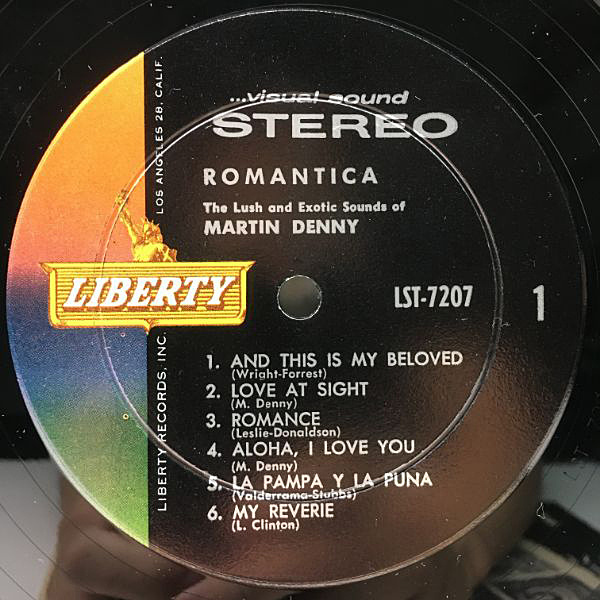 ...visual sound
STEREO
ROMANTICA
The Lush and Exotic Sounds of
MARTIN DENNY
LIBERTY
LST-7207
1
1. AND THIS IS MY BELOVED
(Wright-Forrest)
2. LOVE AT SIGHT
(M. Denny)
3. ROMANCE
(Leslie-Donaldson)
4. ALOHA, I LOVE YOU
(M. Denny)
5. LA PAMPA Y LA PUNA
(Valderrama-Stubbs)
6. MY REVERIE
(L. Clinton)
LIBERTY RECORDS, INC. LOS ANGELES 28, CALIF.